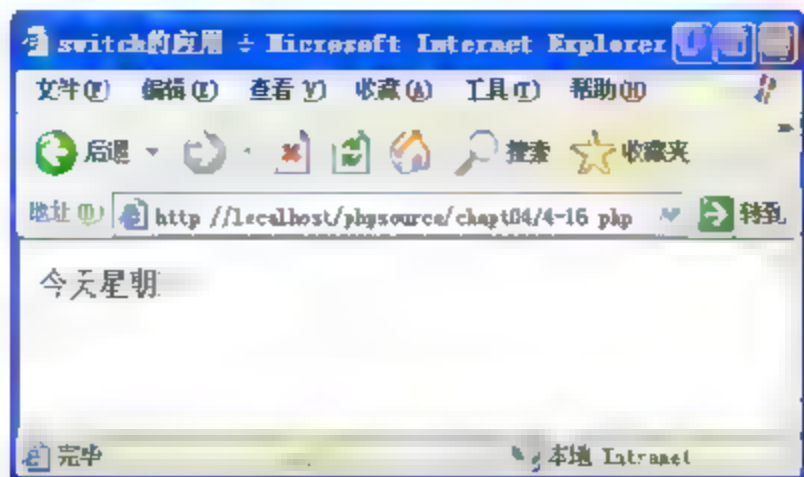 switch的应用 - Microsoft Internet Explorer
文件(F) 编辑(E) 查看(V) 收藏(A) 工具(T) 帮助(H)
后退 搜索 收藏夹
地址(D) http://localhost/phpsource/chapt04/4-16.php 转到
今天星期
完毕 本地 Intranet